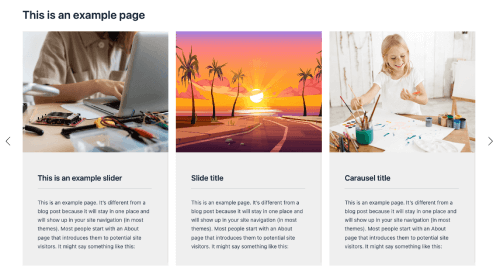 This is an example page
This is an example slider
This is an example page. It's different from a
blog post because it will stay in one place and
will show up in your site navigation (in most
themes). Most people start with an About
page that introduces them to potential site
visitors. It might say something like this:
Slide title
This is an example page. It's different from a
blog post because it will stay in one place and
will show up in your site navigation (in most
themes). Most people start with an About
page that introduces them to potential site
visitors. It might say something like this:
Carausel title
This is an example page. It's different from a
blog post because it will stay in one place and
will show up in your site navigation (in most
themes). Most people start with an About
page that introduces them to potential site
visitors. It might say something like this: